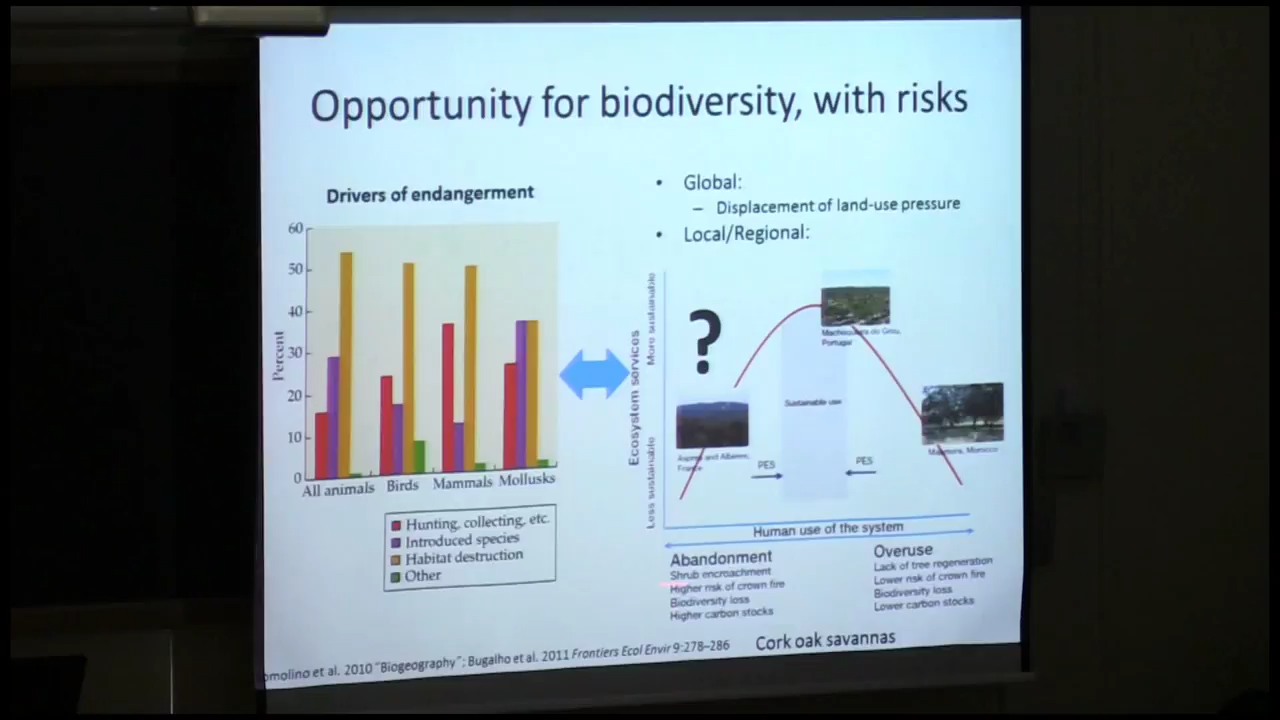 Opportunity for biodiversity, with risks
Drivers of endangerment
60
50
40
30
20
10
0
Percent
All animals Birds Mammals Mollusks
Hunting, collecting, etc.
Introduced species
Habitat destruction
Other
• Global:
– Displacement of land-use pressure
• Local/Regional:
Ecosystem services
More sustainable
Less sustainable
?
Portugal
Sustainable use
France
Morocco
PES
PES
Human use of the system
Abandonment
Shrub encroachment
Higher risk of crown fire
Biodiversity loss
Higher carbon stocks
Overuse
Lack of tree regeneration
Lower risk of crown fire
Biodiversity loss
Lower carbon stocks
Cork oak savannas
omolino et al. 2010 "Biogeography"; Bugalho et al. 2011 Frontiers Ecol Envir 9:278–286